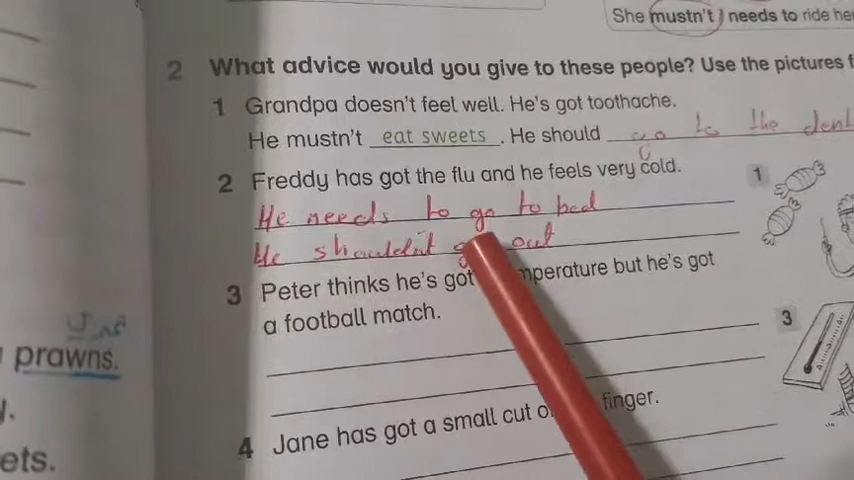 She mustn't / needs to ride he
2 What advice would you give to these people? Use the pictures f
1 Grandpa doesn't feel well. He's got toothache.
He mustn't eat sweets. He should go to the dent
2 Freddy has got the flu and he feels very cold.
1
He needs to go to bed
He shouldn't go out
3 Peter thinks he's got temperature but he's got
a football match.
3
prawns.
4 Jane has got a small cut o finger.
ets.